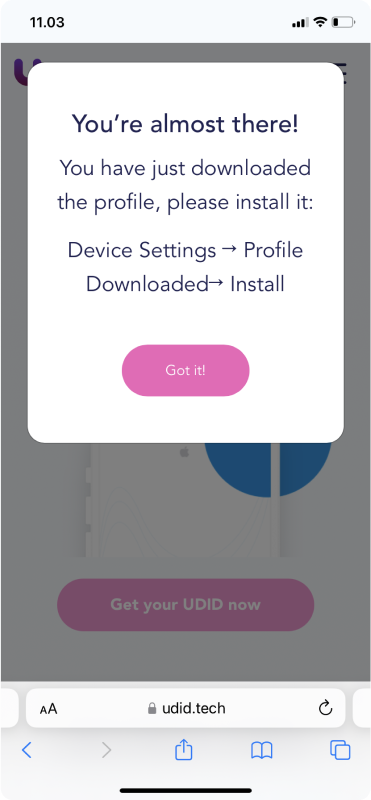 11.03
You're almost there!
You have just downloaded
the profile, please install it:
Device Settings → Profile
Downloaded→ Install
Got it!
Get your UDID now
AA
udid.tech